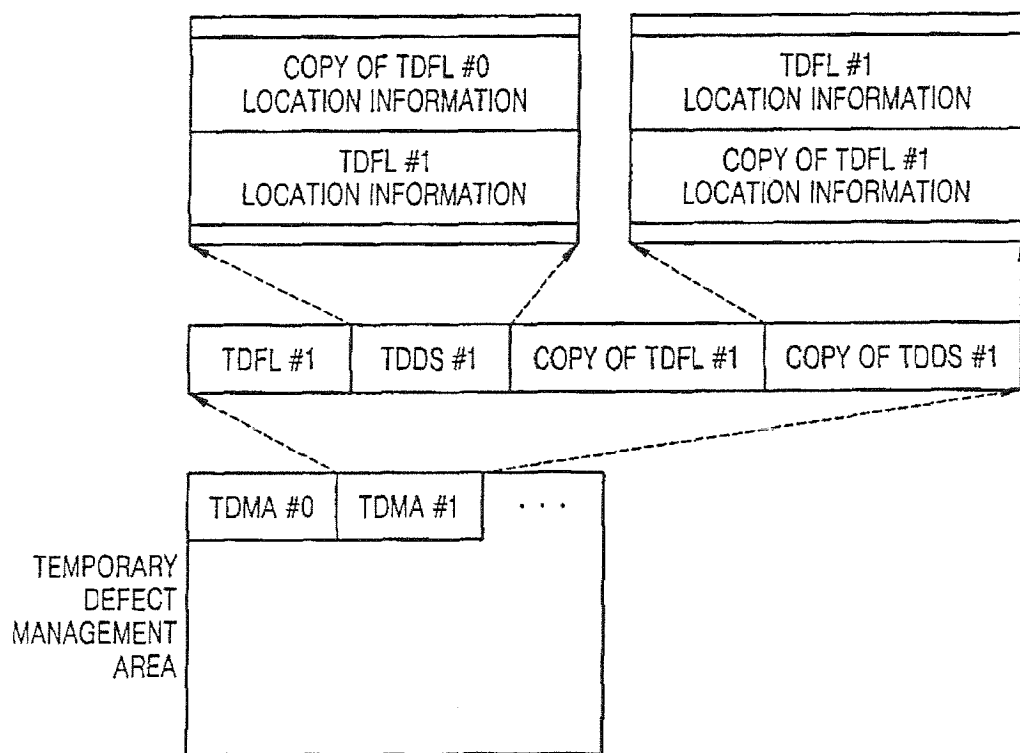 COPY OF TDFL #0
LOCATION INFORMATION
TDFL #1
LOCATION INFORMATION
TDFL #1
LOCATION INFORMATION
COPY OF TDFL #1
LOCATION INFORMATION
TDFL #1
TDDS #1
COPY OF TDFL #1
COPY OF TDDS #1
TDMA #0
TDMA #1
. . .
TEMPORARY
DEFECT
MANAGEMENT
AREA